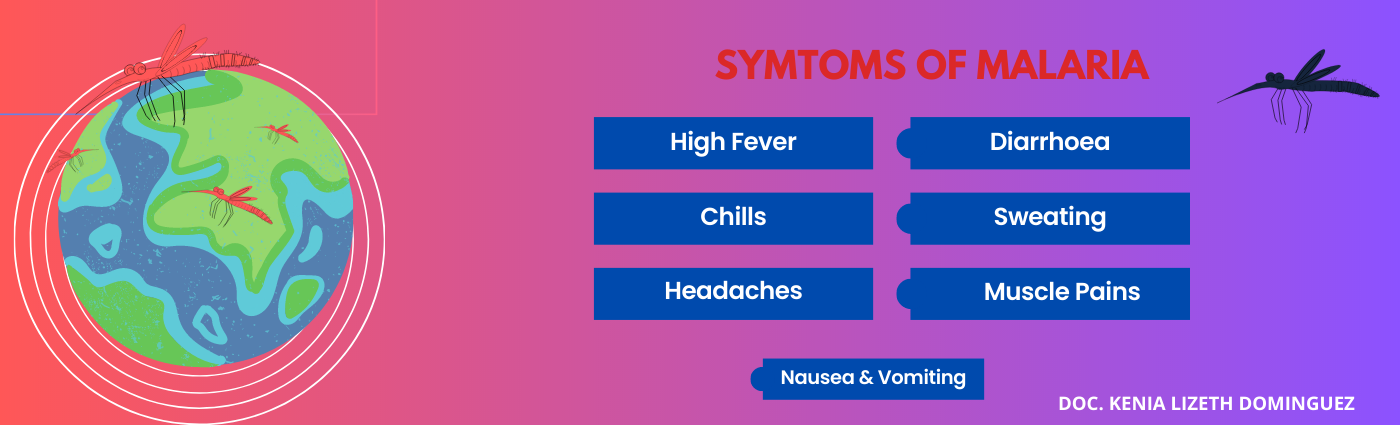 SYMTOMS OF MALARIA
High Fever
Diarrhoea
Chills
Sweating
Headaches
Muscle Pains
Nausea & Vomiting
DOC. KENIA LIZETH DOMINGUEZ